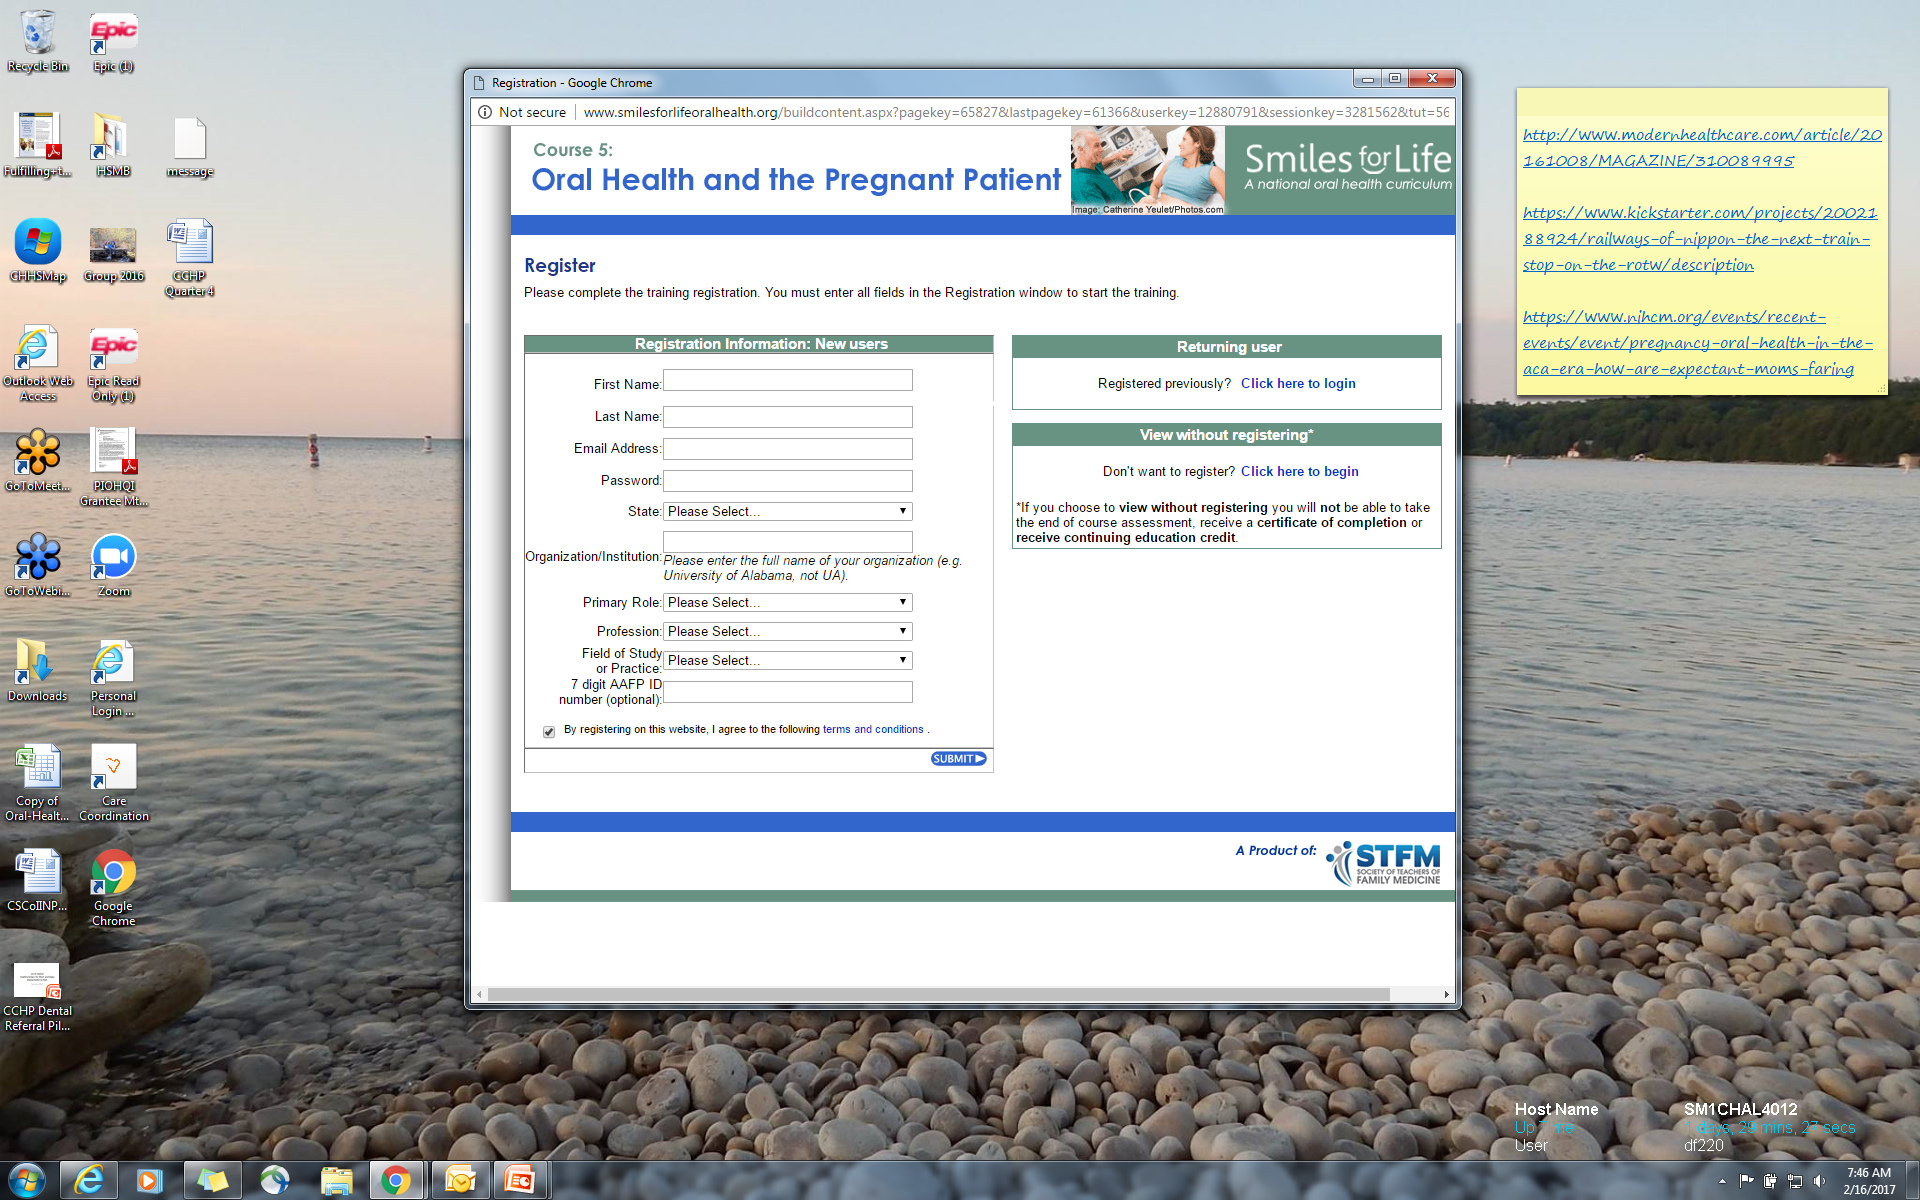 Recycle Bin
Epic (1)
Fulfilling+t...
HSMB
message
CHHSMap
Group 2016
CCHP
Quarter4
Outlook Web
Access
Epic Read
Only (1)
GoToMeet...
PIOHQI
Grantee Mt...
GoToWebi...
Zoom
Downloads
Personal
Login ...
Copy of
Oral-Healt...
Care
Coordination
CSCoIINP...
Google
Chrome
CCHP Dental
Referral Pil...
Registration - Google Chrome
Not secure
www.smilesforlifeoralhealth.org/buildcontent.aspx?pagekey=65827&lastpagekey=61366&userkey=12880791&sessionkey=3281562&tut=56
Course 5:
Oral Health and the Pregnant Patient
Image: Catherine Yeulet/Photos.com
Smiles for Life
A national oral health curriculum
Register
Please complete the training registration. You must enter all fields in the Registration window to start the training.
Registration Information: New users
First Name:
Last Name:
Email Address:
Password:
State: Please Select...
Organization/Institution:
Please enter the full name of your organization (e.g.
University of Alabama, not UA).
Primary Role: Please Select...
Profession: Please Select...
Field of Study
or Practice: Please Select...
7 digit AAFP ID
number (optional):
By registering on this website, I agree to the following terms and conditions .
SUBMIT
Returning user
Registered previously? Click here to login
View without registering*
Don't want to register? Click here to begin
*If you choose to view without registering you will not be able to take
the end of course assessment, receive a certificate of completion or
receive continuing education credit.
A Product of:
STFM
SOCIETY OF TEACHERS OF
FAMILY MEDICINE
http://www.modernhealthcare.com/article/20
161008/MAGAZINE/310089995
https://www.kickstarter.com/projects/20021
88924/railways-of-nippon-the-next-train-
stop-on-the-rotw/description
https://www.nihcm.org/events/recent-
events/event/pregnancy-oral-health-in-the-
aca-era-how-are-expectant-moms-faring
Host Name SM1CHAL4012
days, 29 mins, 27 secs
User df220
7:46 AM
2/16/2017